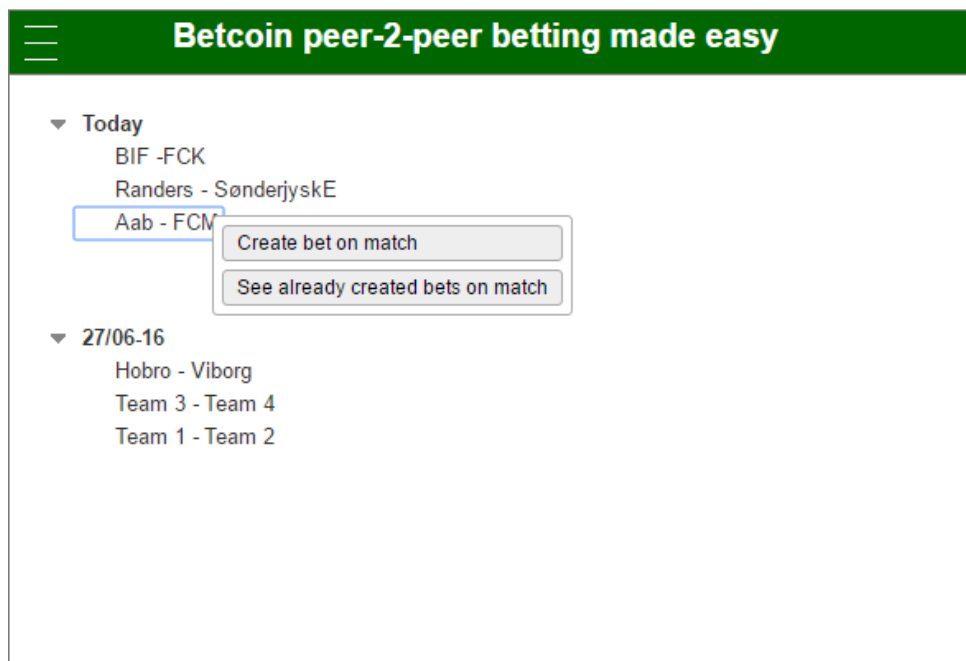 Betcoin peer-2-peer betting made easy
Today
BIF -FCK
Randers - SønderjyskE
Aab - FCM
Create bet on match
See already created bets on match
27/06-16
Hobro - Viborg
Team 3 - Team 4
Team 1 - Team 2